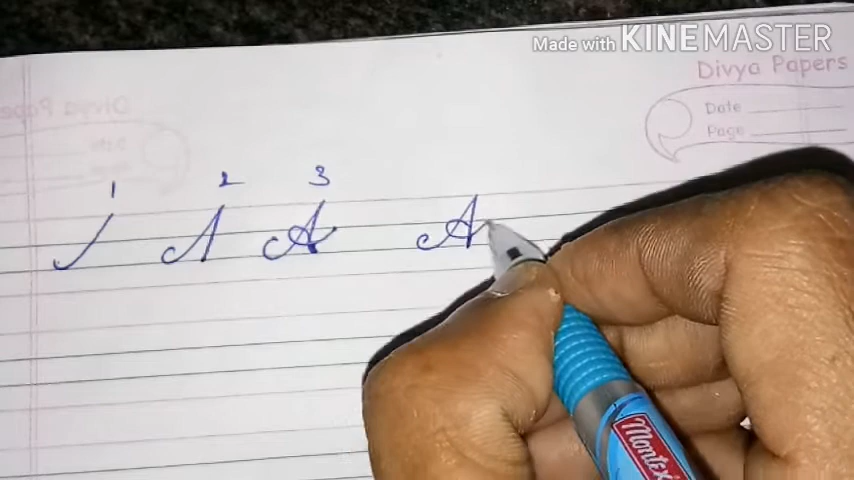 Made with KINEMASTER
Divya Papers
Date
Page
1 2 3
A A A
Montex